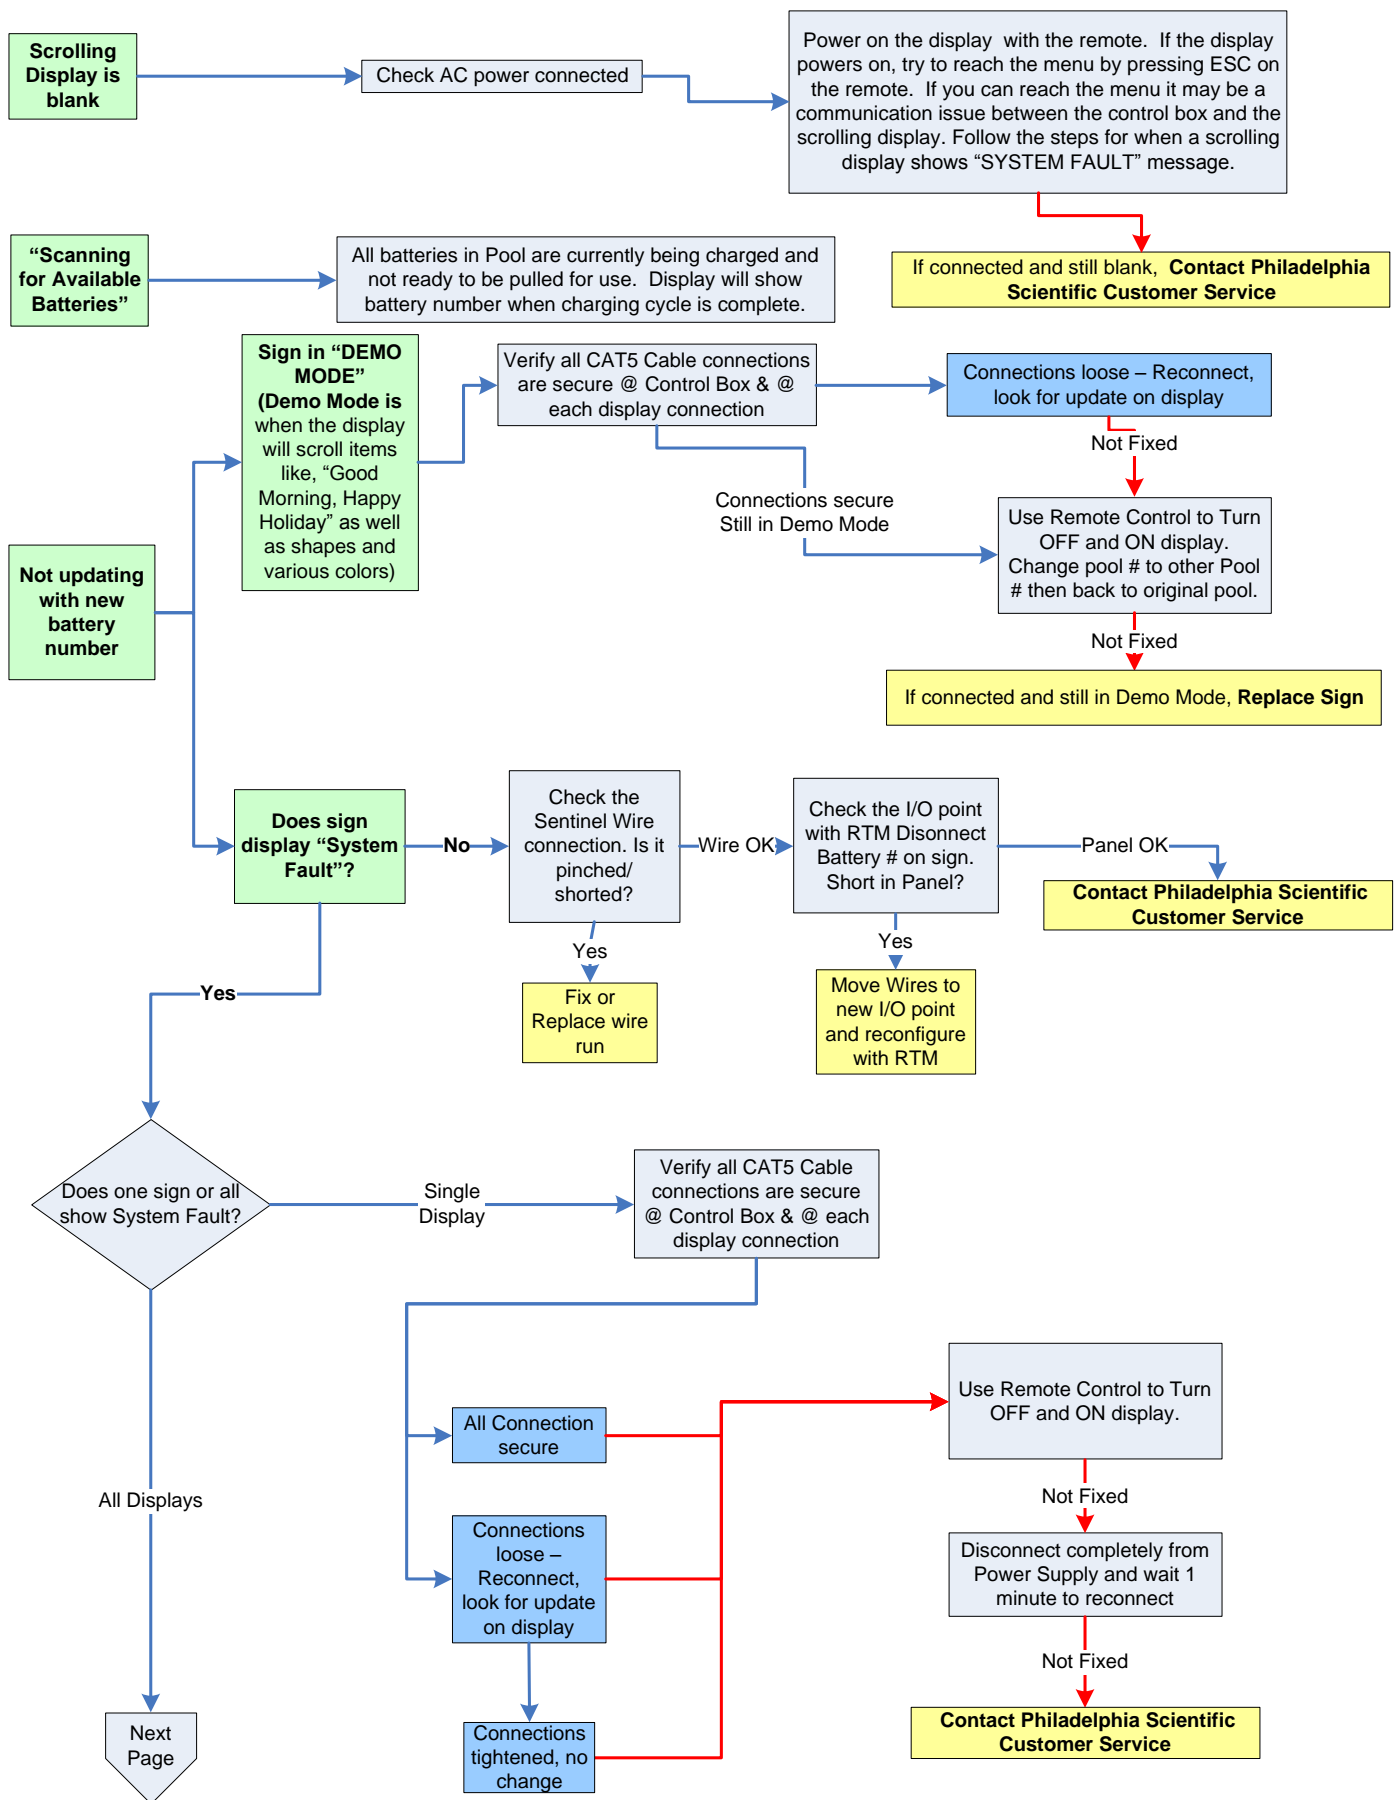 Scrolling
Display is
blank
Check AC power connected
Power on the display  with the remote.  If the display
powers on, try to reach the menu by pressing ESC on
the remote.  If you can reach the menu it may be a
communication issue between the control box and the
scrolling display. Follow the steps for when a scrolling
display shows “SYSTEM FAULT” message.
If connected and still blank,  Contact Philadelphia
Scientific Customer Service
“Scanning
for Available
Batteries”
All batteries in Pool are currently being charged and
not ready to be pulled for use.  Display will show
battery number when charging cycle is complete.
Not updating
with new
battery
number
Sign in “DEMO
MODE”
(Demo Mode is
when the display
will scroll items
like, “Good
Morning, Happy
Holiday” as well
as shapes and
various colors)
Verify all CAT5 Cable connections
are secure @ Control Box & @
each display connection
Connections loose – Reconnect,
look for update on display
Not Fixed
Connections secure
Still in Demo Mode
Use Remote Control to Turn
OFF and ON display.
Change pool # to other Pool
# then back to original pool.
Not Fixed
If connected and still in Demo Mode, Replace Sign
Does sign
display “System
Fault”?
No
Check the
Sentinel Wire
connection. Is it
pinched/
shorted?
Wire OK
Check the I/O point
with RTM Disonnect
Battery # on sign.
Short in Panel?
Panel OK
Contact Philadelphia Scientific
Customer Service
Yes
Fix or
Replace wire
run
Yes
Move Wires to
new I/O point
and reconfigure
with RTM
Yes
Does one sign or all
show System Fault?
Single
Display
Verify all CAT5 Cable
connections are secure
@ Control Box & @ each
display connection
All Connection
secure
Connections
loose –
Reconnect,
look for update
on display
Connections
tightened, no
change
Use Remote Control to Turn
OFF and ON display.
Not Fixed
Disconnect completely from
Power Supply and wait 1
minute to reconnect
Not Fixed
Contact Philadelphia Scientific
Customer Service
All Displays
Next
Page